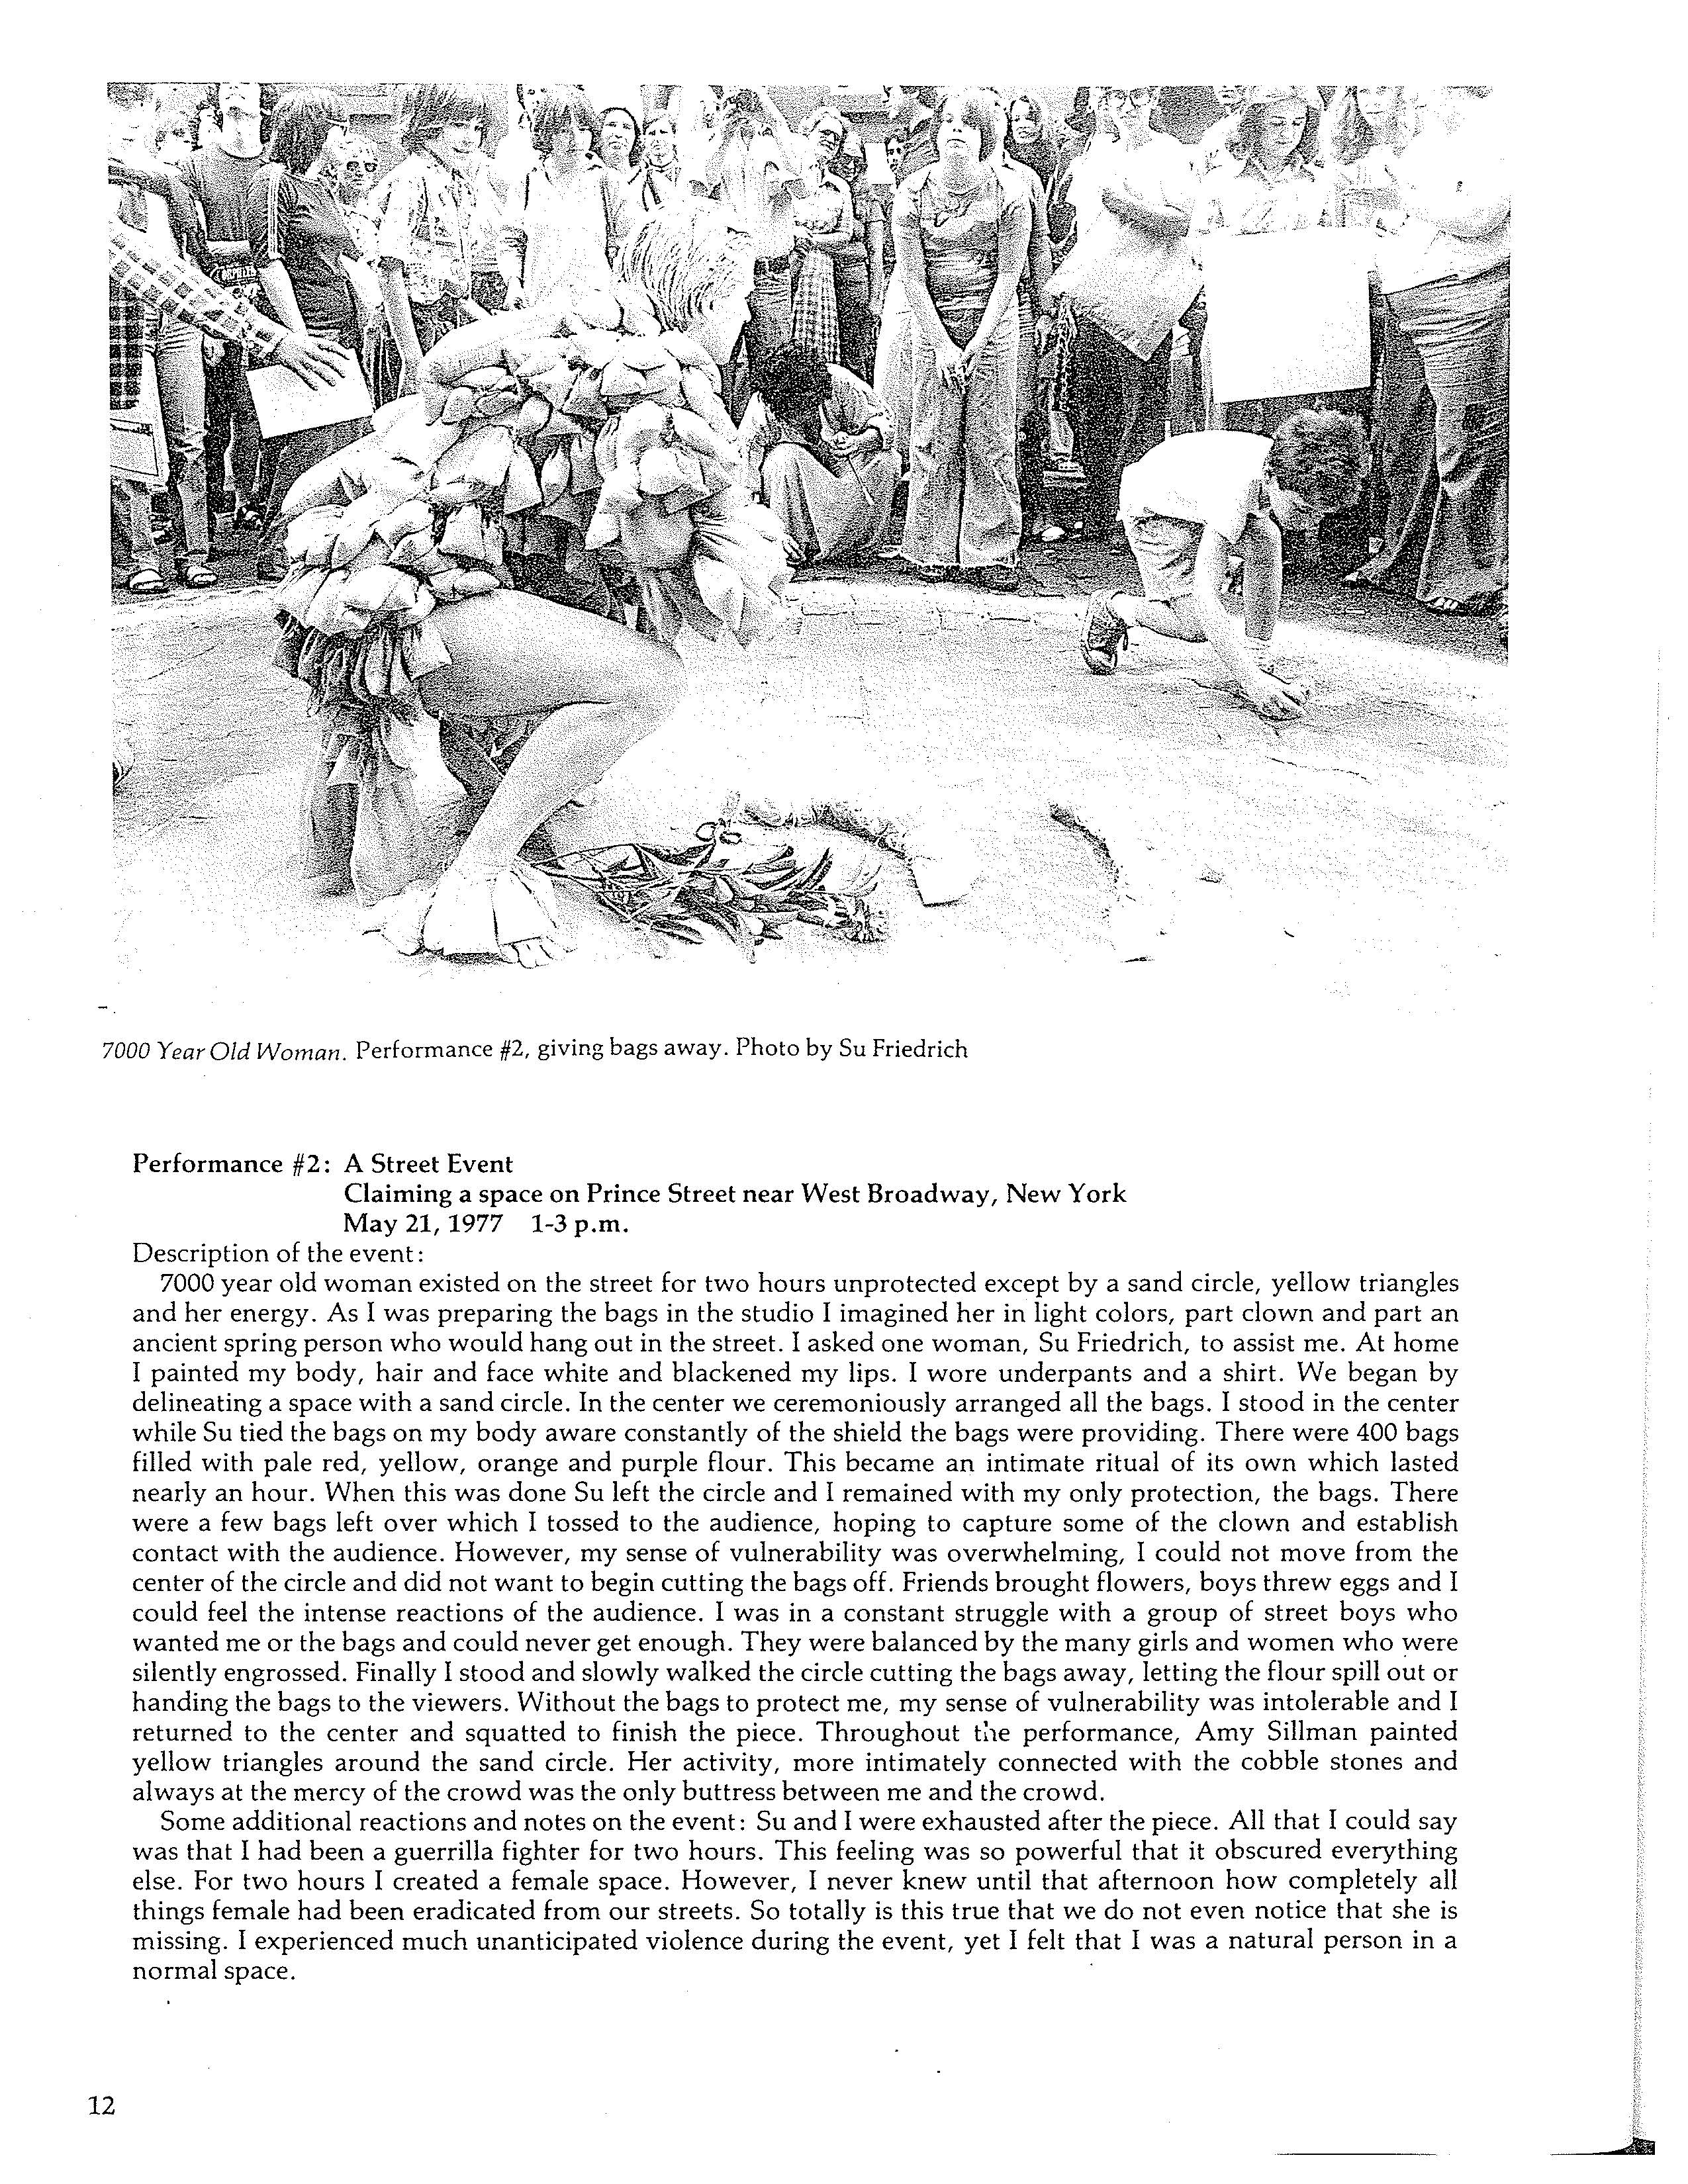 7000 Year Old Woman. Performance #2, giving bags away. Photo by Su Friedrich
Performance #2: A Street Event
Claiming a space on Prince Street near West Broadway, New York
May 21, 1977 1-3 p.m.
Description of the event:
7000 year old woman existed on the street for two hours unprotected except by a sand circle, yellow triangles
and her energy. As I was preparing the bags in the studio I imagined her in light colors, part clown and part an
ancient spring person who would hang out in the street. I asked one woman, Su Friedrich, to assist me. At home
I painted my body, hair and face white and blackened my lips. I wore underpants and a shirt. We began by
delineating a space with a sand circle. In the center we ceremoniously arranged all the bags. I stood in the center
while Su tied the bags on my body aware constantly of the shield the bags were providing. There were 400 bags
filled with pale red, yellow, orange and purple flour. This became an intimate ritual of its own which lasted
nearly an hour. When this was done Su left the circle and I remained with my only protection, the bags. There
were a few bags left over which I tossed to the audience, hoping to capture some of the clown and establish
contact with the audience. However, my sense of vulnerability was overwhelming, I could not move from the
center of the circle and did not want to begin cutting the bags off. Friends brought flowers, boys threw eggs and I
could feel the intense reactions of the audience. I was in a constant struggle with a group of street boys who
wanted me or the bags and could never get enough. They were balanced by the many girls and women who were
silently engrossed. Finally I stood and slowly walked the circle cutting the bags away, letting the flour spill out or
handing the bags to the viewers. Without the bags to protect me, my sense of vulnerability was intolerable and I
returned to the center and squatted to finish the piece. Throughout the performance, Amy Sillman painted
yellow triangles around the sand circle. Her activity, more intimately connected with the cobble stones and
always at the mercy of the crowd was the only buttress between me and the crowd.
Some additional reactions and notes on the event: Su and I were exhausted after the piece. All that I could say
was that I had been a guerrilla fighter for two hours. This feeling was so powerful that it obscured everything
else. For two hours I created a female space. However, I never knew until that afternoon how completely all
things female had been eradicated from our streets. So totally is this true that we do not even notice that she is
missing. I experienced much unanticipated violence during the event, yet I felt that I was a natural person in a
normal space.
12